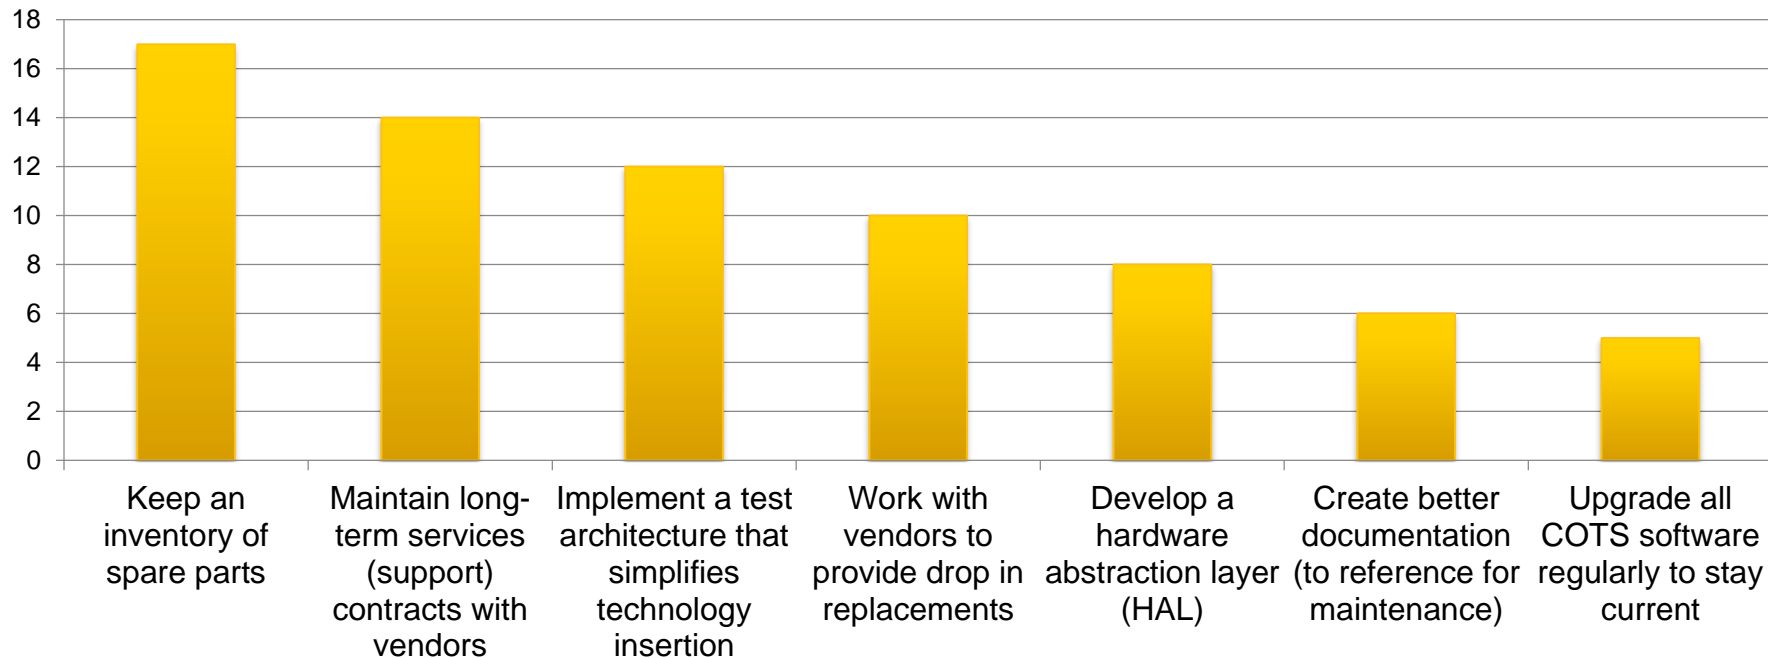 18
16
14
12
10
8
6
4
2
0
Keep an
inventory of
spare parts
Maintain long-
term services
(support)
contracts with
vendors
Implement a test
architecture that
simplifies
technology
insertion
Work with
vendors to
provide drop in
replacements
Develop a
hardware
abstraction layer
(HAL)
Create better
documentation
(to reference for
maintenance)
Upgrade all
COTS software
regularly to stay
current